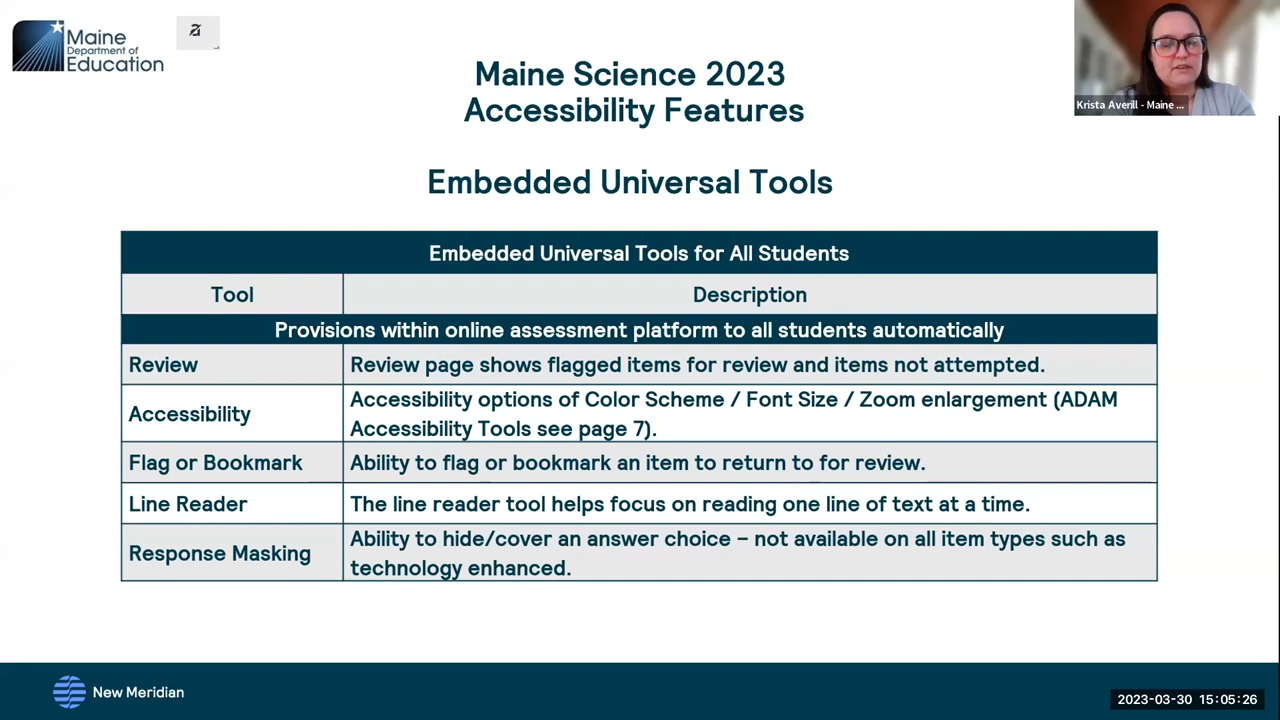 Maine
Department of
Education
Maine Science 2023
Accessibility Features
Krista Averill - Maine ...
Embedded Universal Tools
Embedded Universal Tools for All Students
Tool Description
Provisions within online assessment platform to all students automatically
Review Review page shows flagged items for review and items not attempted.
Accessibility Accessibility options of Color Scheme / Font Size / Zoom enlargement (ADAM
Accessibility Tools see page 7).
Flag or Bookmark Ability to flag or bookmark an item to return to for review.
Line Reader The line reader tool helps focus on reading one line of text at a time.
Response Masking Ability to hide/cover an answer choice – not available on all item types such as
technology enhanced.
New Meridian
2023-03-30 15:05:26